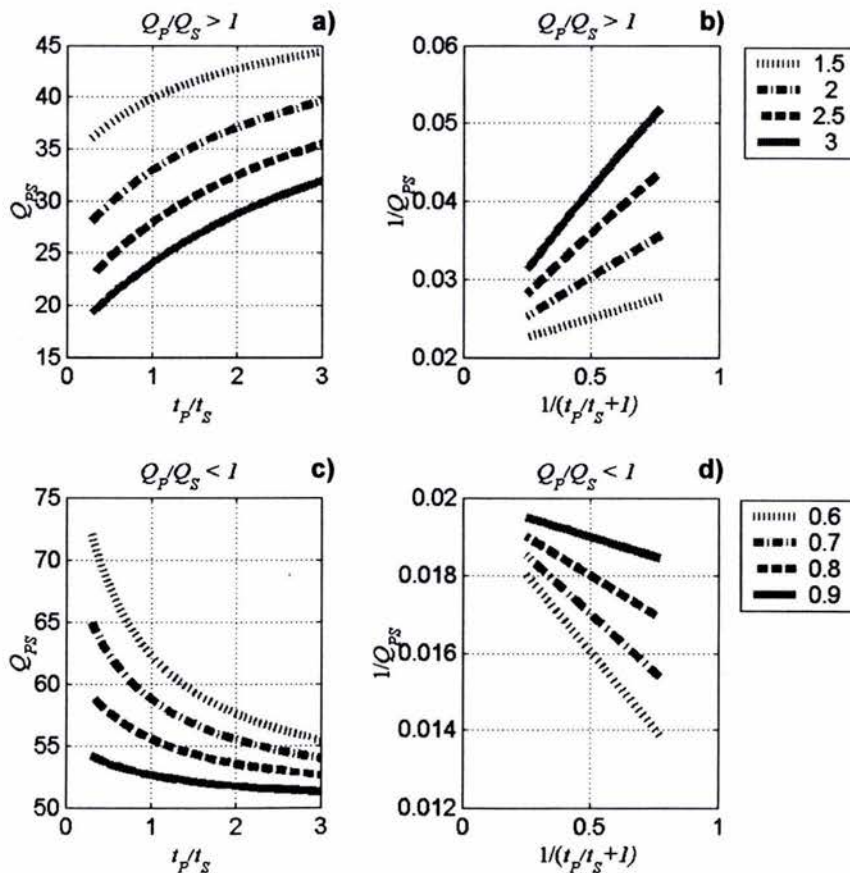 Q_P/Q_S > 1
a)
45
40
35
30
25
20
15
Q_PS
0
1
2
3
t_P/t_S
Q_P/Q_S > 1
b)
0.06
0.05
0.04
0.03
0.02
1/Q_PS
0
0.5
1
1/(t_P/t_S+1)
1.5
2
2.5
3
Q_P/Q_S < 1
c)
75
70
65
60
55
50
Q_PS
0
1
2
3
t_P/t_S
Q_P/Q_S < 1
d)
0.02
0.018
0.016
0.014
0.012
1/Q_PS
0
0.5
1
1/(t_P/t_S+1)
0.6
0.7
0.8
0.9